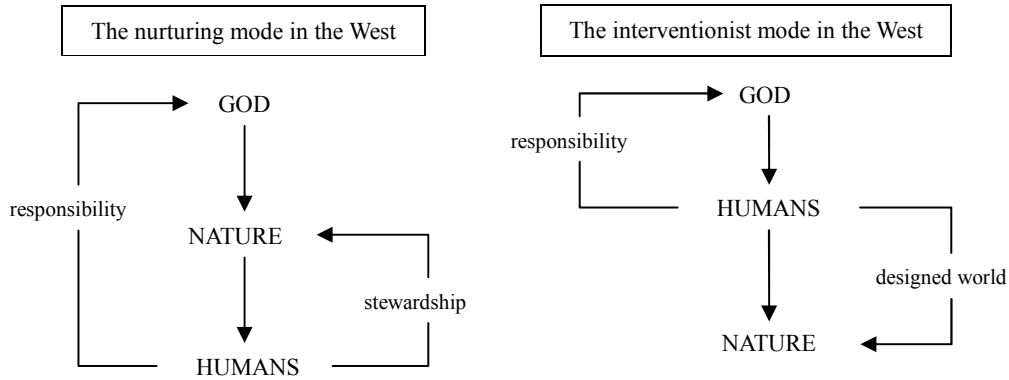 The nurturing mode in the West
GOD
responsibility
NATURE
stewardship
HUMANS
The interventionist mode in the West
GOD
responsibility
HUMANS
designed world
NATURE